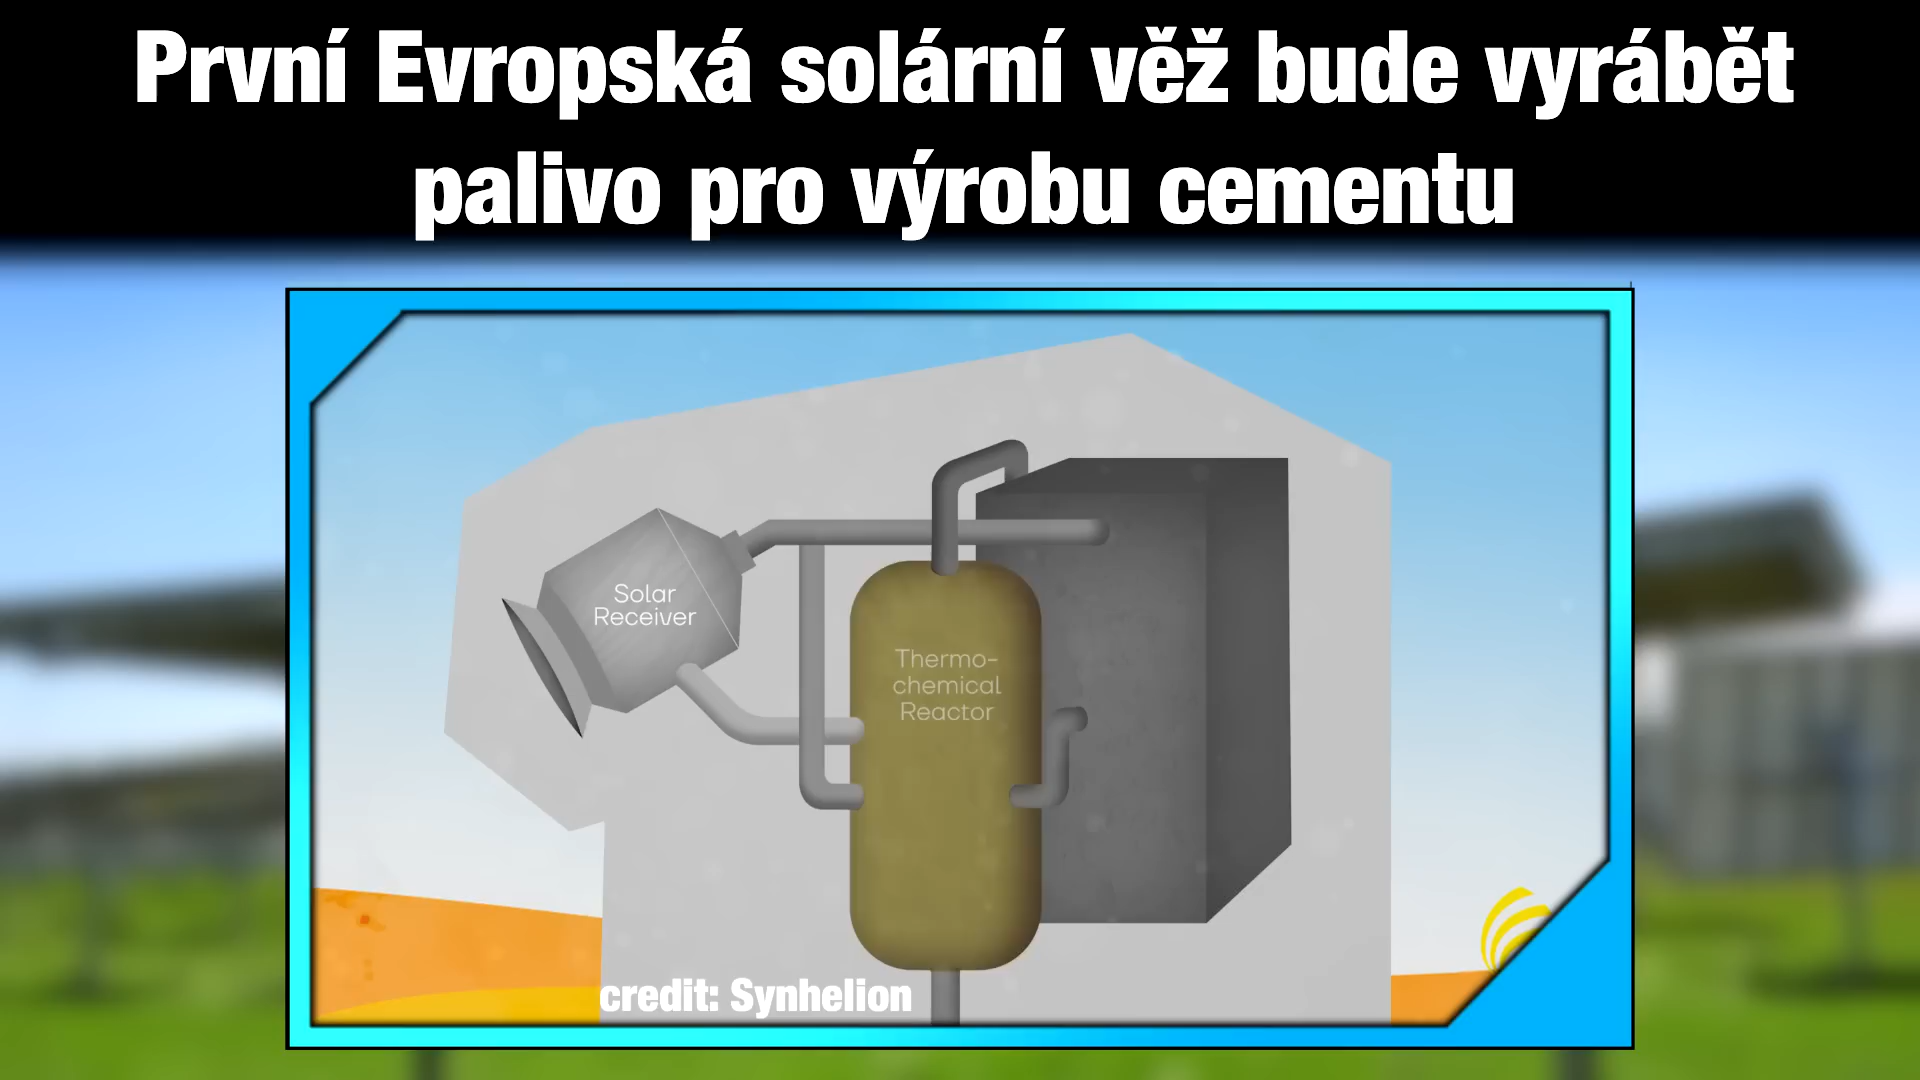 První Evropská solární věž bude vyrábět
palivo pro výrobu cementu
Solar
Receiver
Thermo-
chemical
Reactor
credit: Synhelion